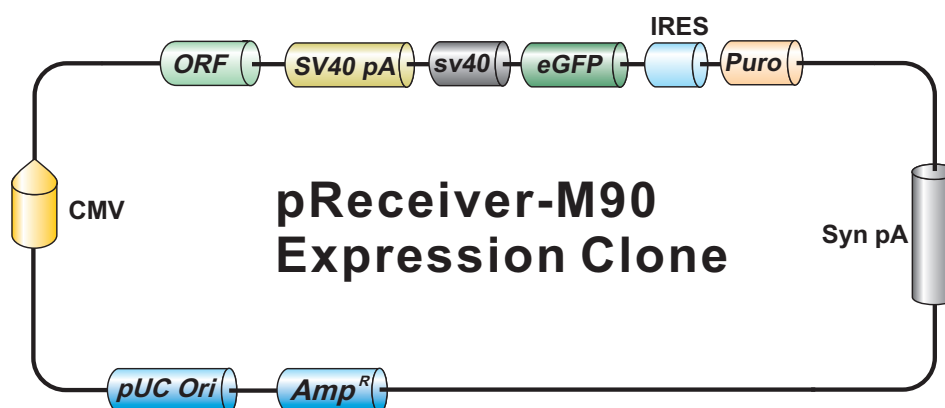 IRES
ORF SV40 pA sv40 eGFP Puro
CMV
pReceiver-M90
Expression Clone
Syn pA
pUC Ori Amp R